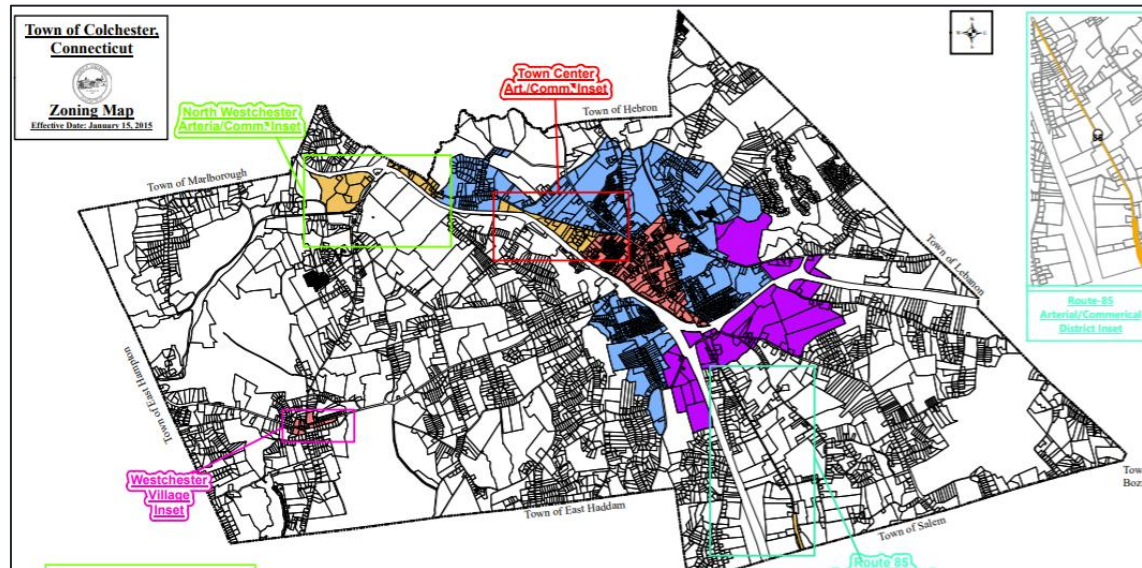 Town of Colchester,
Connecticut
Zoning Map
Effective Date: January 15, 2015
North Westchester
Arteria/Comm. Inset
Town Center
Art./Comm. Inset
Town of Hebron
Town of Marlborough
Town of Lebanon
Town of East Hampton
Westchester
Village
Inset
Town of East Haddam
Town of Salem
Route 85
Route-85
Arterial/Commerical
District Inset